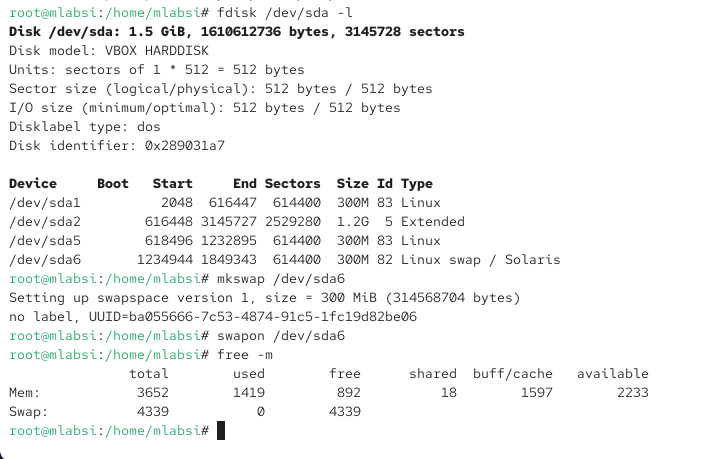 root@mlabsi:/home/mlabsi# fdisk /dev/sda -l
Disk /dev/sda: 1.5 GiB, 1610612736 bytes, 3145728 sectors
Disk model: VBOX HARDDISK
Units: sectors of 1 * 512 = 512 bytes
Sector size (logical/physical): 512 bytes / 512 bytes
I/O size (minimum/optimal): 512 bytes / 512 bytes
Disklabel type: dos
Disk identifier: 0x289031a7

Device     Boot   Start     End Sectors  Size Id Type
/dev/sda1          2048  616447  614400  300M 83 Linux
/dev/sda2        616448 3145727 2529280  1.2G  5 Extended
/dev/sda5        618496 1232895  614400  300M 83 Linux
/dev/sda6       1234944 1849343  614400  300M 82 Linux swap / Solaris
root@mlabsi:/home/mlabsi# mkswap /dev/sda6
Setting up swapspace version 1, size = 300 MiB (314568704 bytes)
no label, UUID=ba055666-7c53-4874-91c5-1fc19d82be06
root@mlabsi:/home/mlabsi# swapon /dev/sda6
root@mlabsi:/home/mlabsi# free -m
               total        used        free      shared  buff/cache   available
Mem:            3652        1419         892          18        1597        2233
Swap:           4339           0        4339
root@mlabsi:/home/mlabsi#